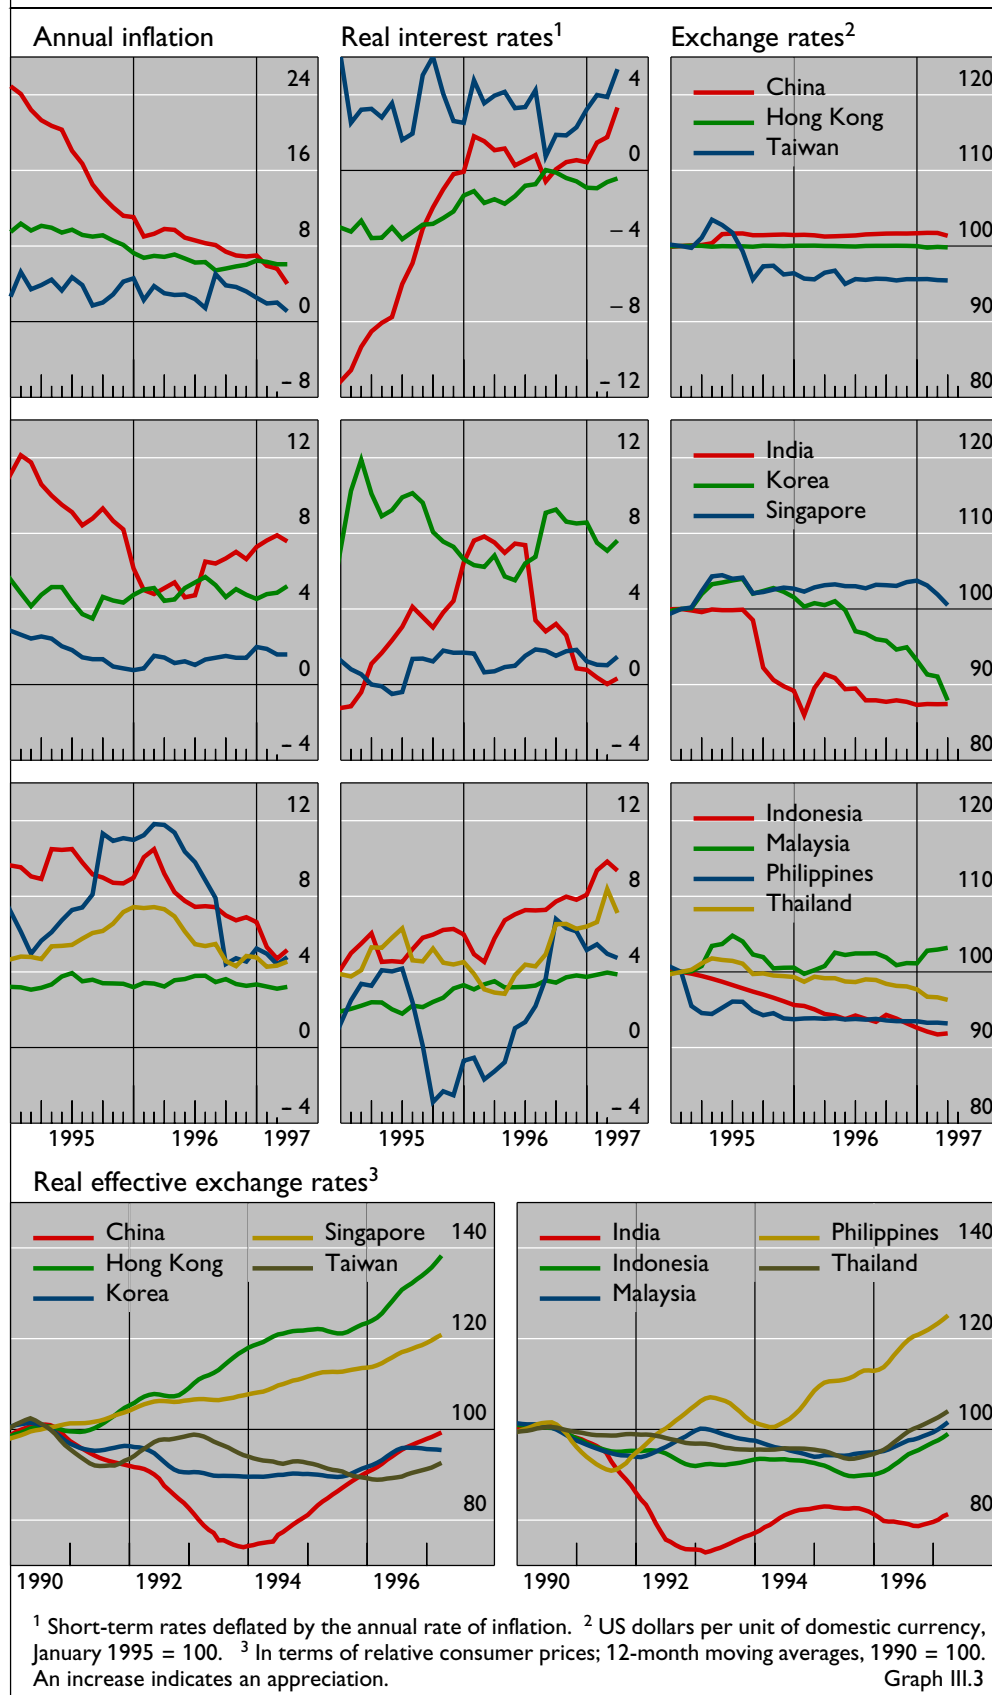 Annual inflation
Real interest rates¹
Exchange rates²
24
16
8
0
– 8
4
0
– 4
– 8
– 12
China
Hong Kong
Taiwan
120
110
100
90
80
12
8
4
0
– 4
12
8
4
0
– 4
India
Korea
Singapore
120
110
100
90
80
12
8
4
0
– 4
1995 1996 1997
12
8
4
0
– 4
1995 1996 1997
Indonesia
Malaysia
Philippines
Thailand
120
110
100
90
80
1995 1996 1997
Real effective exchange rates³
China
Hong Kong
Korea
Singapore
Taiwan
140
120
100
80
1990 1992 1994 1996
India
Indonesia
Malaysia
Philippines
Thailand
140
120
100
80
1990 1992 1994 1996
¹ Short-term rates deflated by the annual rate of inflation. ² US dollars per unit of domestic currency,
January 1995 = 100. ³ In terms of relative consumer prices; 12-month moving averages, 1990 = 100.
An increase indicates an appreciation. Graph III.3